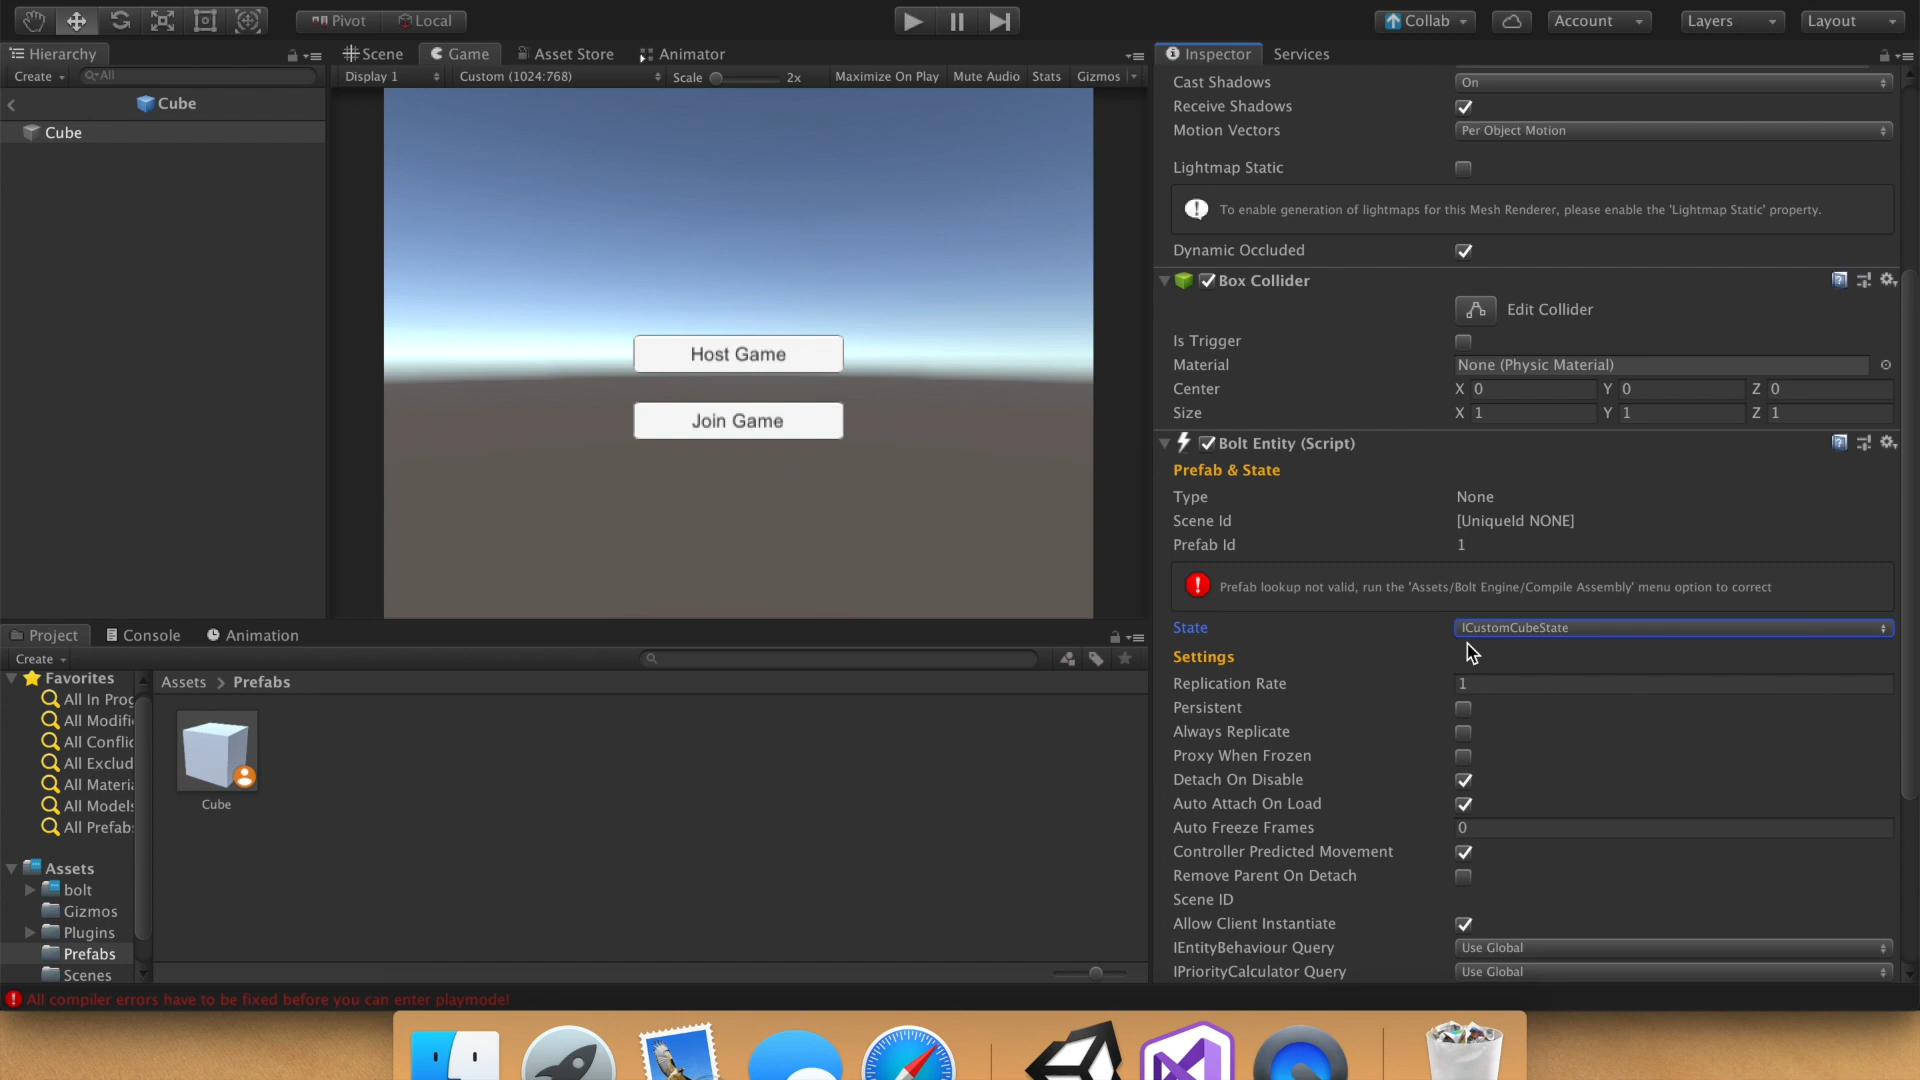 Pivot
Local
Collab
Account
Layers
Layout
Hierarchy
Create
All
Cube
Cube
Scene
Game
Asset Store
Animator
Display 1
Custom (1024:768)
Scale
2x
Maximize On Play
Mute Audio
Stats
Gizmos
Host Game
Join Game
Inspector
Services
Cast Shadows
On
Receive Shadows
Motion Vectors
Per Object Motion
Lightmap Static
To enable generation of lightmaps for this Mesh Renderer, please enable the 'Lightmap Static' property.
Dynamic Occluded
Box Collider
Edit Collider
Is Trigger
Material
None (Physic Material)
Center
X 0
Y 0
Z 0
Size
X 1
Y 1
Z 1
Bolt Entity (Script)
Prefab & State
Type
None
Scene Id
[UniqueId NONE]
Prefab Id
1
Prefab lookup not valid, run the 'Assets/Bolt Engine/Compile Assembly' menu option to correct
State
ICustomCubeState
Settings
Replication Rate
1
Persistent
Always Replicate
Proxy When Frozen
Detach On Disable
Auto Attach On Load
Auto Freeze Frames
0
Controller Predicted Movement
Remove Parent On Detach
Scene ID
Allow Client Instantiate
IEntityBehaviour Query
Use Global
IPriorityCalculator Query
Use Global
Project
Console
Animation
Create
Favorites
All In Prog
All Modifi
All Conflic
All Exclud
All Materi
All Models
All Prefab
Assets
bolt
Gizmos
Plugins
Prefabs
Scenes
Assets > Prefabs
Cube
All compiler errors have to be fixed before you can enter playmode!